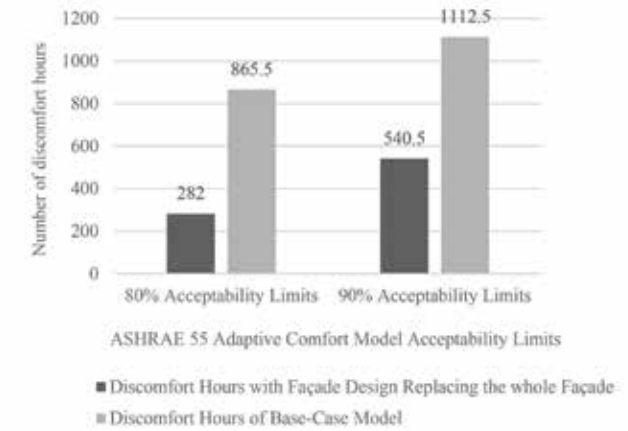 1200
1000
800
600
400
200
0
Number of discomfort hours
282
865.5
540.5
1112.5
80% Acceptability Limits 90% Acceptability Limits
ASHRAE 55 Adaptive Comfort Model Acceptability Limits
Discomfort Hours with Façade Design Replacing the whole Façade
Discomfort Hours of Base-Case Model